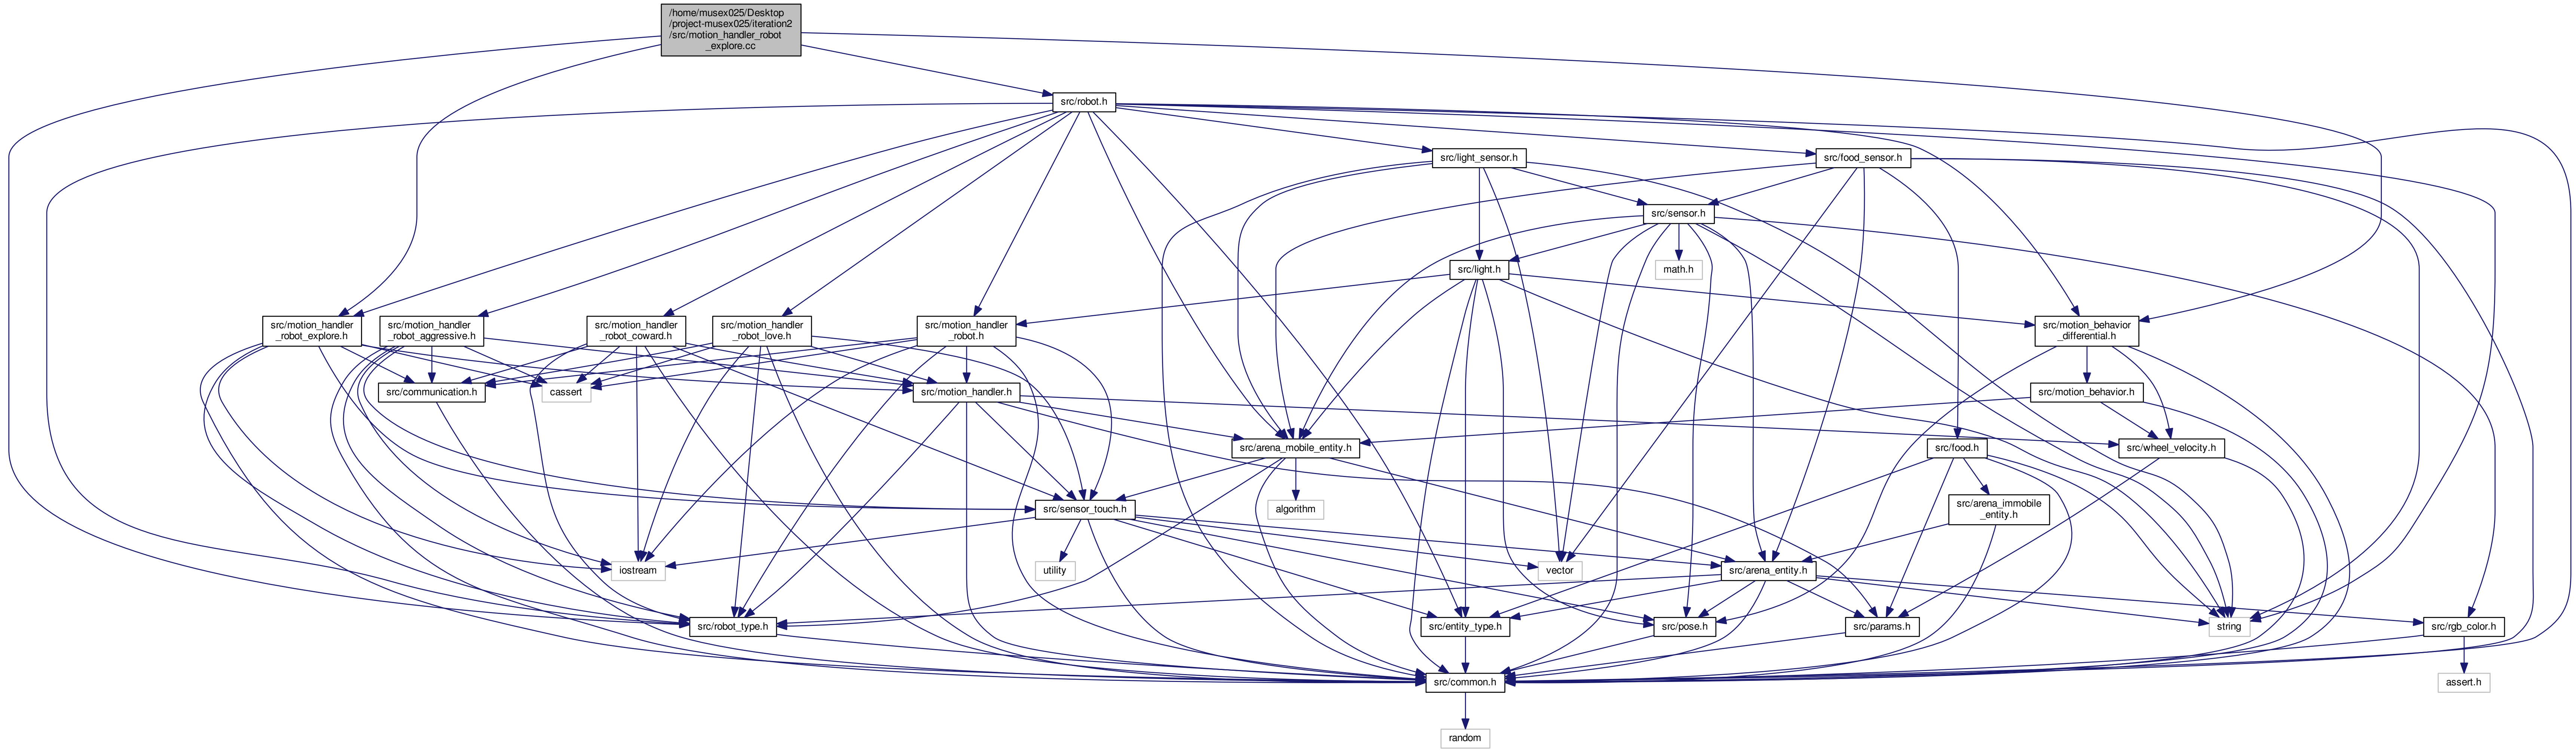 /home/musex025/Desktop
/project-musex025/iteration2
/src/motion_handler_robot
_explore.cc
src/robot.h
src/light_sensor.h
src/food_sensor.h
src/sensor.h
src/light.h
math.h
src/motion_handler
_robot_explore.h
src/motion_handler
_robot_aggressive.h
src/motion_handler
_robot_coward.h
src/motion_handler
_robot_love.h
src/motion_handler
_robot.h
src/motion_behavior
_differential.h
src/communication.h
cassert
src/motion_handler.h
src/motion_behavior.h
src/arena_mobile_entity.h
src/food.h
src/wheel_velocity.h
src/sensor_touch.h
algorithm
src/arena_immobile
_entity.h
iostream
utility
vector
src/arena_entity.h
src/robot_type.h
src/entity_type.h
src/pose.h
src/params.h
string
src/rgb_color.h
src/common.h
assert.h
random